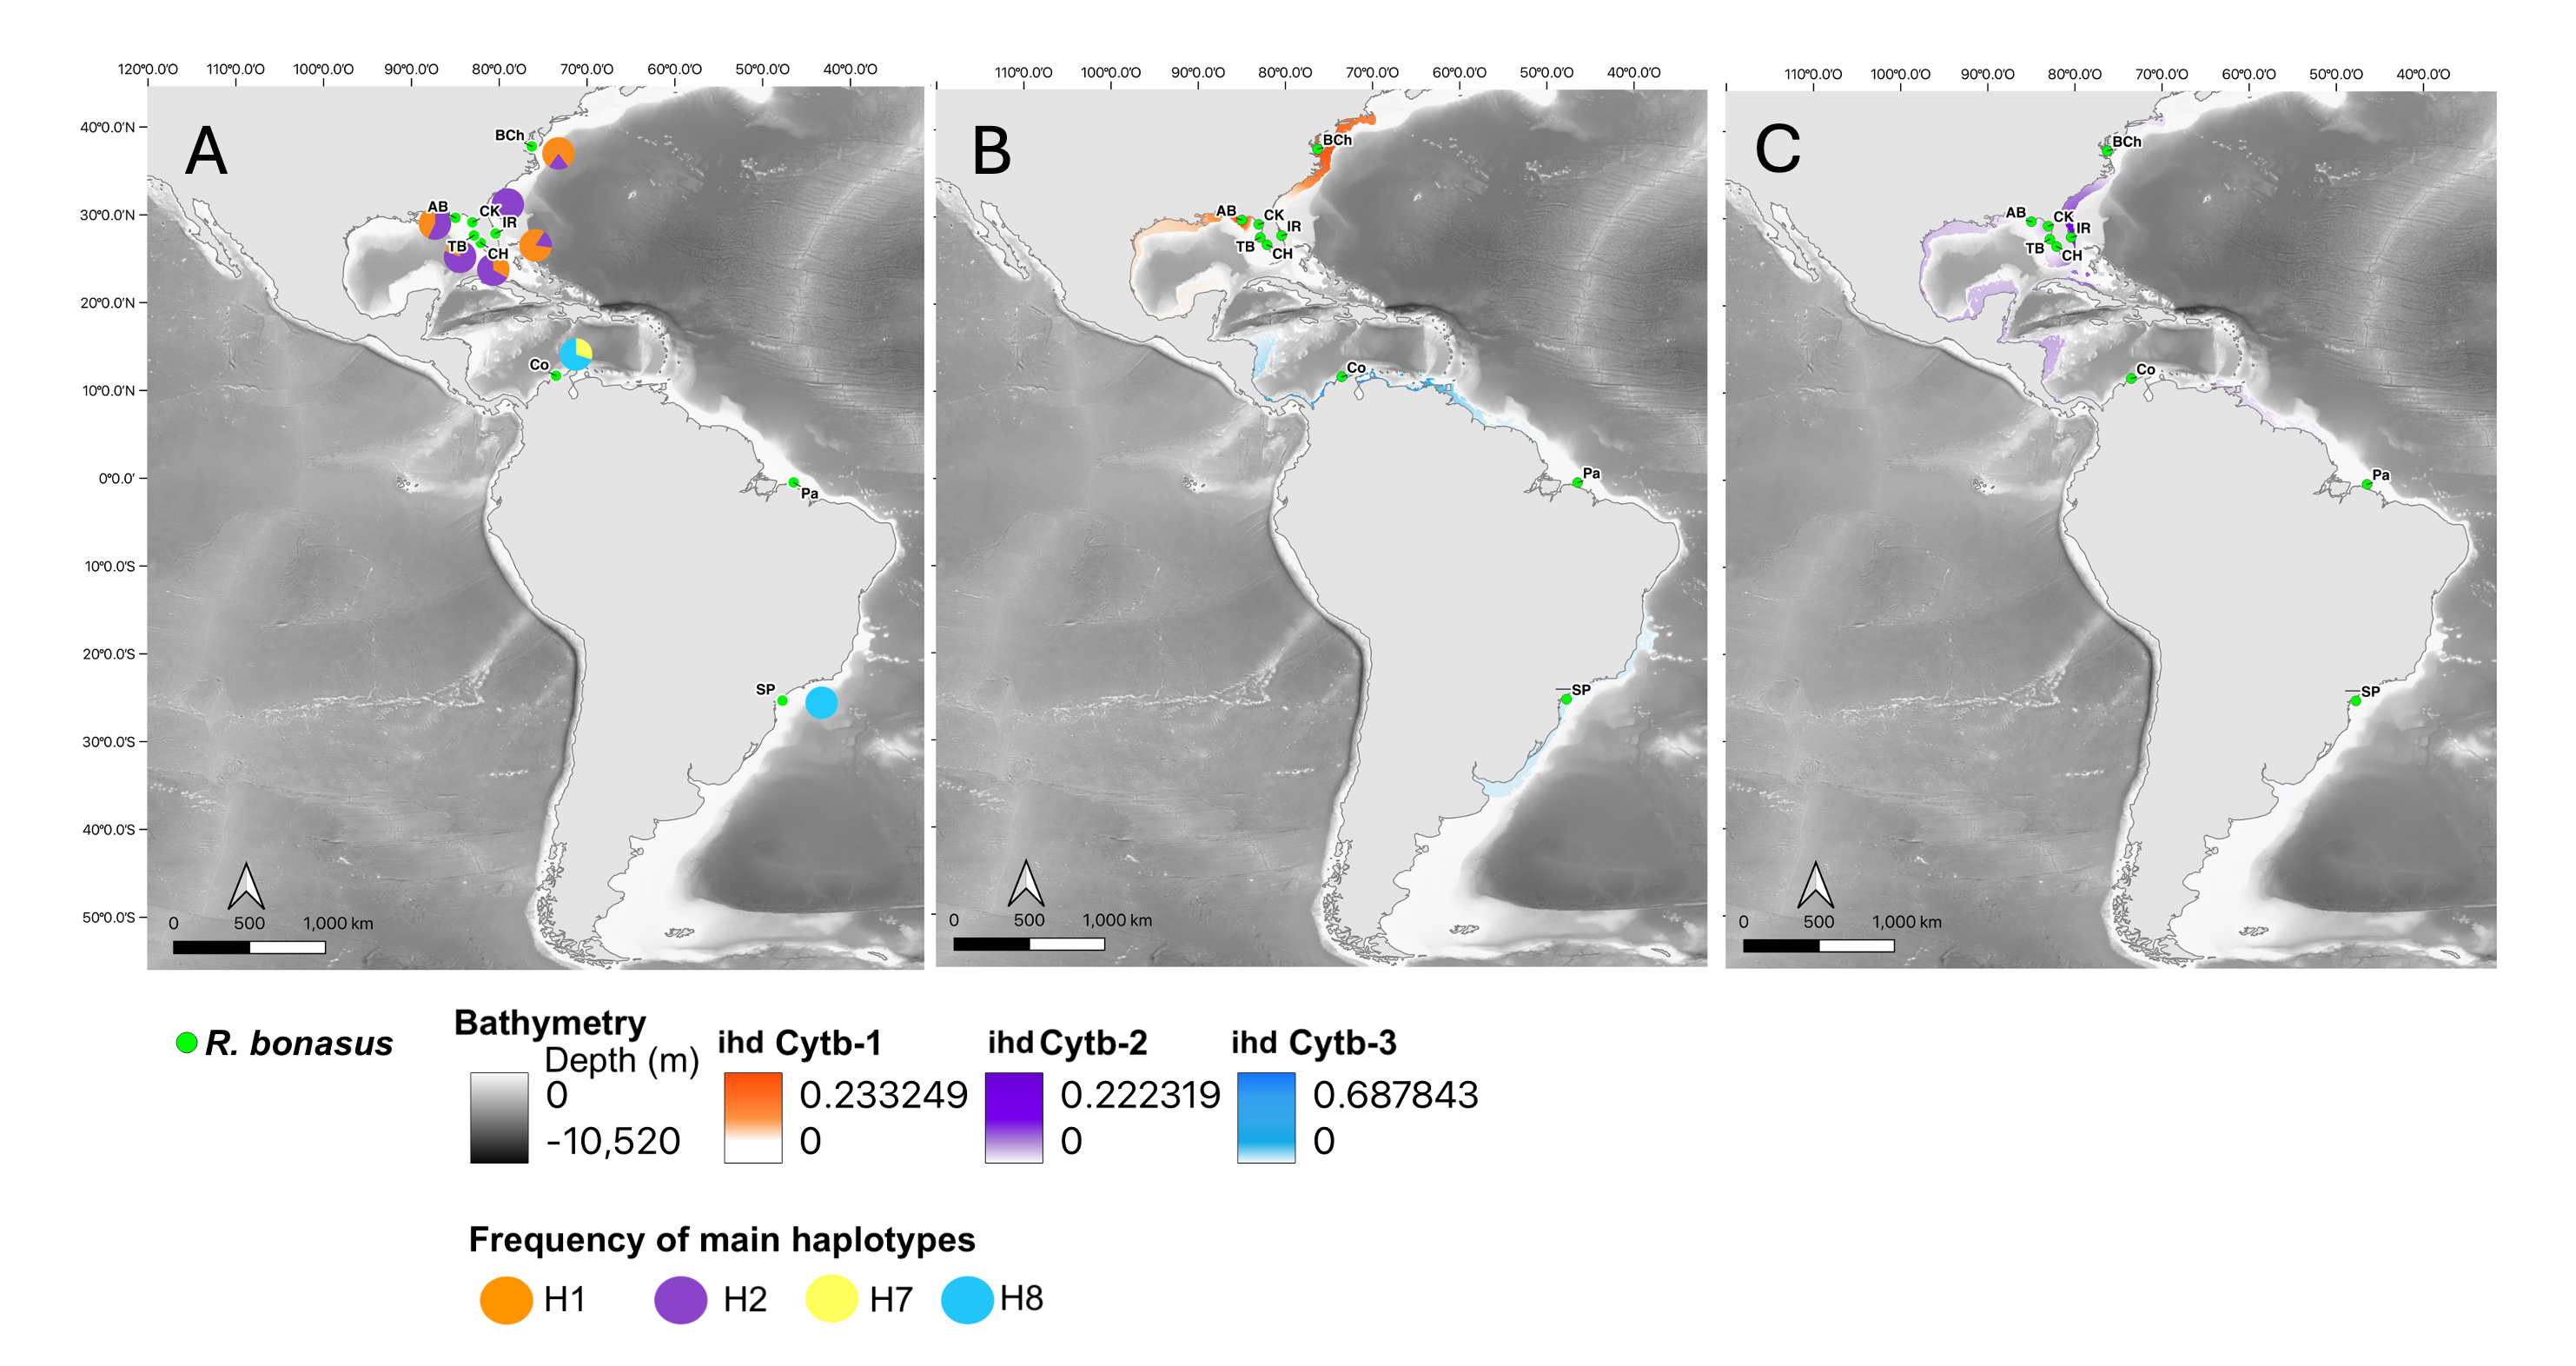 120°0.0′O 110°0.0′O 100°0.0′O 90°0.0′O 80°0.0′O 70°0.0′O 60°0.0′O 50°0.0′O 40°0.0′O
40°0.0′N
30°0.0′N
20°0.0′N
10°0.0′N
0°0.0′
10°0.0′S
20°0.0′S
30°0.0′S
40°0.0′S
50°0.0′S
A
BCh
AB
CK
IR
TB
CH
Co
Pa
SP
0 500 1,000 km
110°0.0′O 100°0.0′O 90°0.0′O 80°0.0′O 70°0.0′O 60°0.0′O 50°0.0′O 40°0.0′O
B
BCh
AB
CK
IR
TB
CH
Co
Pa
SP
0 500 1,000 km
110°0.0′O 100°0.0′O 90°0.0′O 80°0.0′O 70°0.0′O 60°0.0′O 50°0.0′O 40°0.0′O
C
BCh
AB
CK
IR
TB
CH
Co
Pa
SP
0 500 1,000 km
R. bonasus
Bathymetry
Depth (m)
0
-10,520
ihd Cytb-1
0.233249
0
ihd Cytb-2
0.222319
0
ihd Cytb-3
0.687843
0
Frequency of main haplotypes
H1 H2 H7 H8